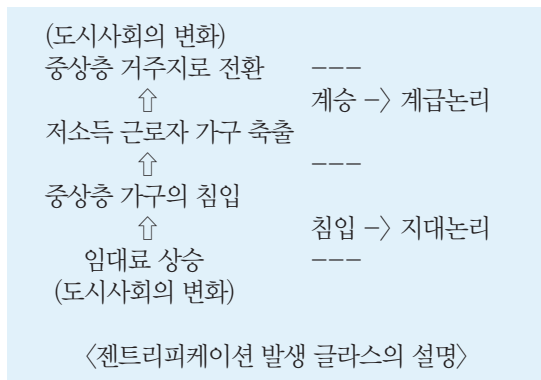 (도시사회의 변화)
중상층 거주지로 전환 ---
⇧ 계승 -> 계급논리
저소득 근로자 가구 축출
⇧ ---
중상층 가구의 침입
⇧ 침입 -> 지대논리
임대료 상승 ---
(도시사회의 변화)
<젠트리피케이션 발생 글라스의 설명>